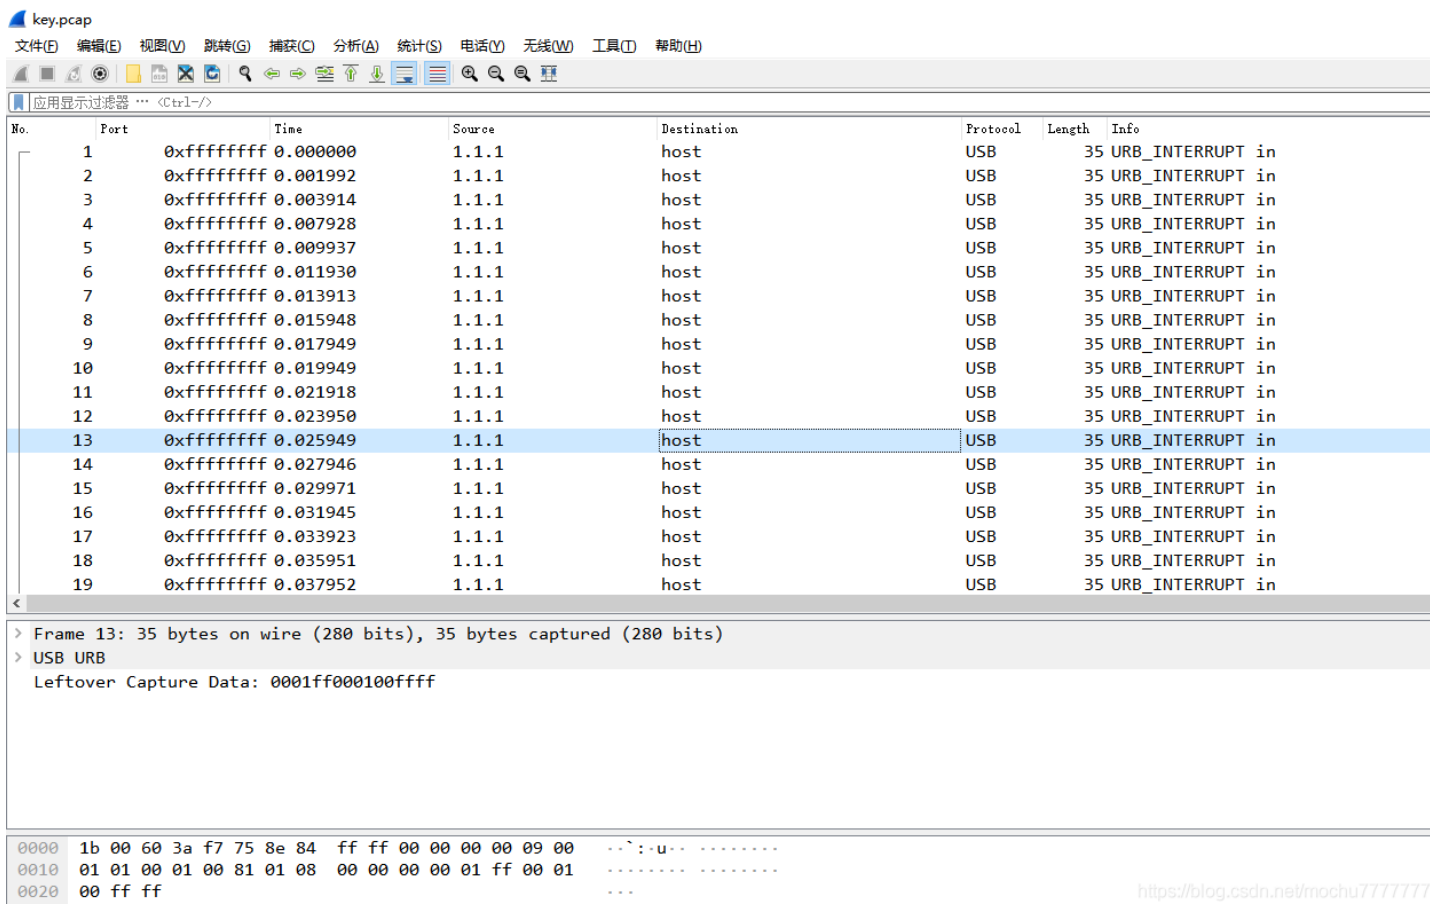 key.pcap
文件(F) 编辑(E) 视图(V) 跳转(G) 捕获(C) 分析(A) 统计(S) 电话(Y) 无线(W) 工具(T) 帮助(H)
应用显示过滤器 … <Ctrl-/>
No. Port Time Source Destination Protocol Length Info
1 0xffffffff 0.000000 1.1.1 host USB 35 URB_INTERRUPT in
2 0xffffffff 0.001992 1.1.1 host USB 35 URB_INTERRUPT in
3 0xffffffff 0.003914 1.1.1 host USB 35 URB_INTERRUPT in
4 0xffffffff 0.007928 1.1.1 host USB 35 URB_INTERRUPT in
5 0xffffffff 0.009937 1.1.1 host USB 35 URB_INTERRUPT in
6 0xffffffff 0.011930 1.1.1 host USB 35 URB_INTERRUPT in
7 0xffffffff 0.013913 1.1.1 host USB 35 URB_INTERRUPT in
8 0xffffffff 0.015948 1.1.1 host USB 35 URB_INTERRUPT in
9 0xffffffff 0.017949 1.1.1 host USB 35 URB_INTERRUPT in
10 0xffffffff 0.019949 1.1.1 host USB 35 URB_INTERRUPT in
11 0xffffffff 0.021918 1.1.1 host USB 35 URB_INTERRUPT in
12 0xffffffff 0.023950 1.1.1 host USB 35 URB_INTERRUPT in
13 0xffffffff 0.025949 1.1.1 host USB 35 URB_INTERRUPT in
14 0xffffffff 0.027946 1.1.1 host USB 35 URB_INTERRUPT in
15 0xffffffff 0.029971 1.1.1 host USB 35 URB_INTERRUPT in
16 0xffffffff 0.031945 1.1.1 host USB 35 URB_INTERRUPT in
17 0xffffffff 0.033923 1.1.1 host USB 35 URB_INTERRUPT in
18 0xffffffff 0.035951 1.1.1 host USB 35 URB_INTERRUPT in
19 0xffffffff 0.037952 1.1.1 host USB 35 URB_INTERRUPT in
Frame 13: 35 bytes on wire (280 bits), 35 bytes captured (280 bits)
USB URB
Leftover Capture Data: 0001ff000100ffff
0000 1b 00 60 3a f7 75 8e 84 ff ff 00 00 00 00 09 00 ··`:·u·· ········
0010 01 01 00 01 00 81 01 08 00 00 00 00 01 ff 00 01 ········ ········
0020 00 ff ff ···
https://blog.csdn.net/mochu7777777